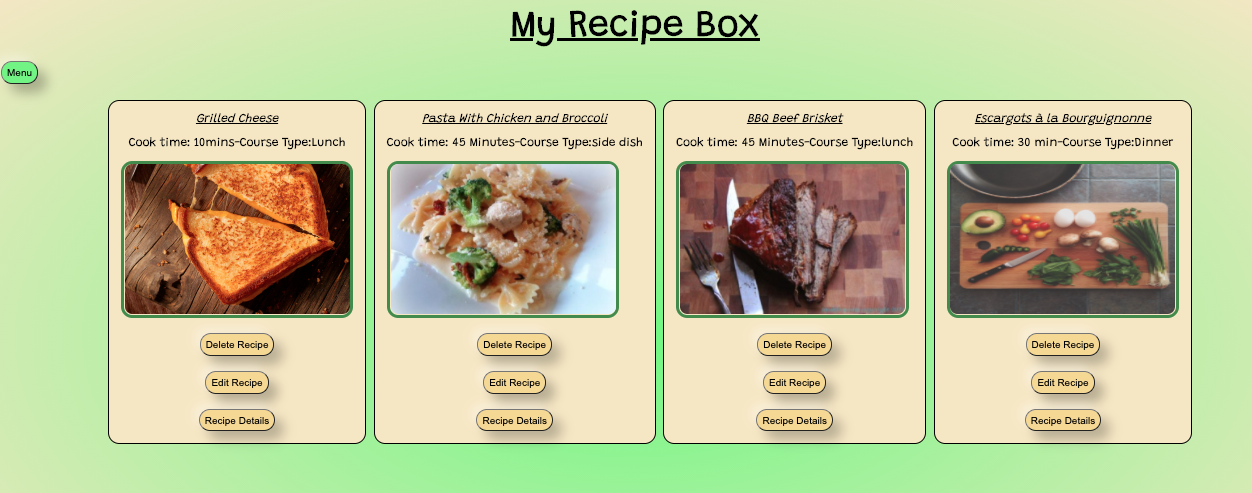 My Recipe Box
Menu
Grilled Cheese
Cook time: 10mins-Course Type:Lunch
Delete Recipe
Edit Recipe
Recipe Details
Pasta With Chicken and Broccoli
Cook time: 45 Minutes-Course Type:side dish
Delete Recipe
Edit Recipe
Recipe Details
BBQ Beef Brisket
Cook time: 45 Minutes-Course Type:lunch
Delete Recipe
Edit Recipe
Recipe Details
Escargots à la Bourguignonne
Cook time: 30 min-Course Type:Dinner
Delete Recipe
Edit Recipe
Recipe Details